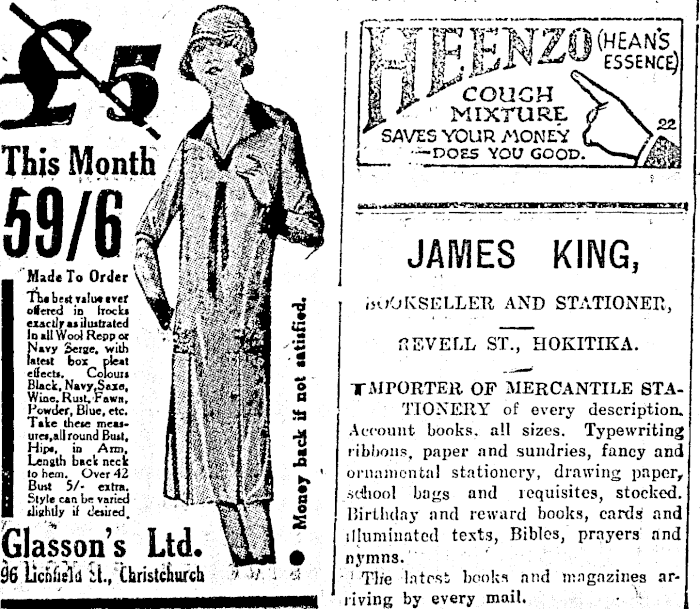 £5
This Month
59/6
Made To Order
The best value ever
offered in frocks
exactly as ilustrated
In all Wool Repp or
Navy Serge, with
latest box pleat
effects. Colours
Black, Navy, Saxe,
Wine, Rust, Fawn,
Powder, Blue, etc.
Take these meas-
ures, all round Bust,
Hips, in Arm,
Length back neck
to hem. Over 42
Bust 5/- extra.
Style can be varied
slightly if desired.
Money back if not satisfied.
Glasson's Ltd.
96 Lichfield St., Christchurch
HEENZO (HEAN'S
ESSENCE)
COUGH
MIXTURE
SAVES YOUR MONEY
—DOES YOU GOOD.
22
JAMES KING,
BOOKSELLER AND STATIONER,
REVELL ST., HOKITIKA.
IMPORTER OF MERCANTILE STA-
TIONERY of every description.
Account books, all sizes. Typewriting
ribbons, paper and sundries, fancy and
ornamental stationery, drawing paper,
school bags and requisites, stocked.
Birthday and reward books, cards and
illuminated texts, Bibles, prayers and
hymns.
The latest books and magazines ar-
riving by every mail.